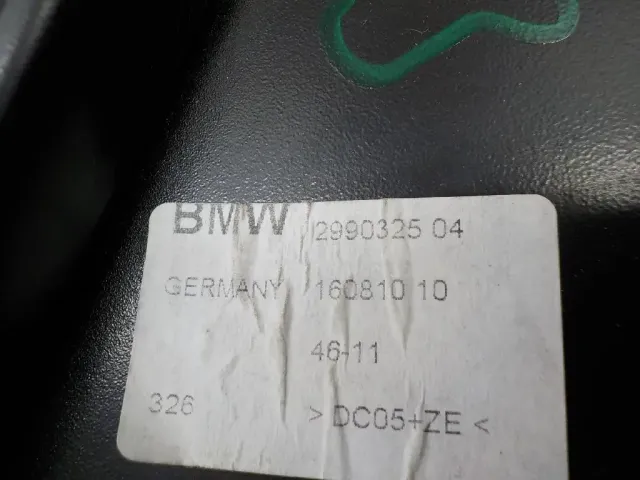 BMW 2990325 04
GERMANY 160810 10
46-11
326 >DC05+ZE<